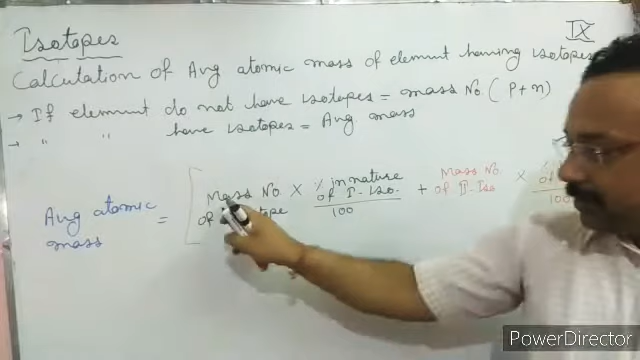 IX
Isotopes
Calculation of Avg atomic mass of element having isotopes
→ If element do not have isotopes = mass No. (P+n)
→ " " have isotopes = Avg mass
Avg atomic mass = [ Mass No. of × % in nature of I-Iso. / 100 + Mass No. of II-Iso × % of / 100
PowerDirector